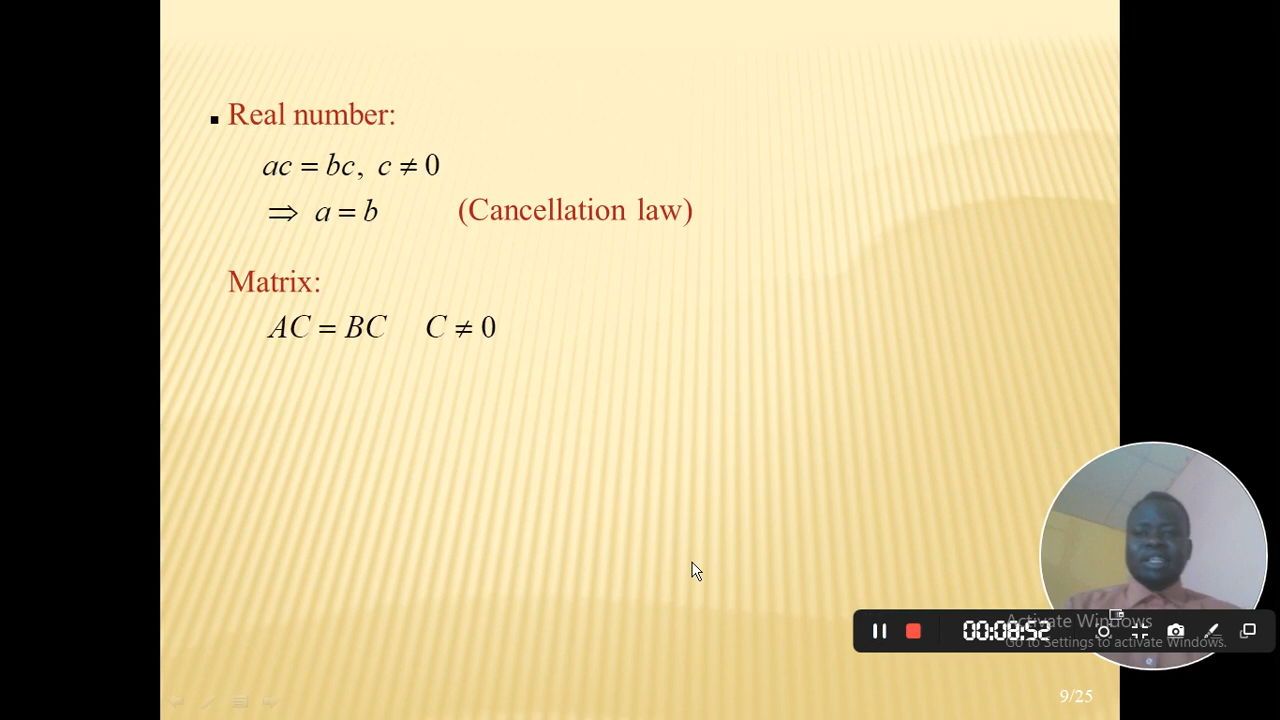 Real number:
ac = bc, c ≠ 0
⇒ a = b (Cancellation law)
Matrix:
AC = BC C ≠ 0
00:08:52
Activate Windows
Go to Settings to activate Windows.
9/25